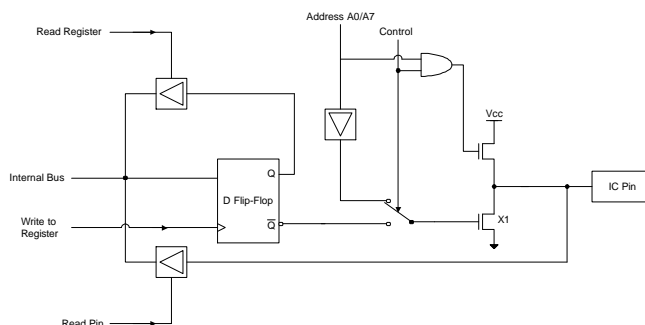 Address A0/A7
Read Register
Control
Vcc
Internal Bus
Q
D Flip-Flop
IC Pin
Write to
Register
Q
X1
Read Pin